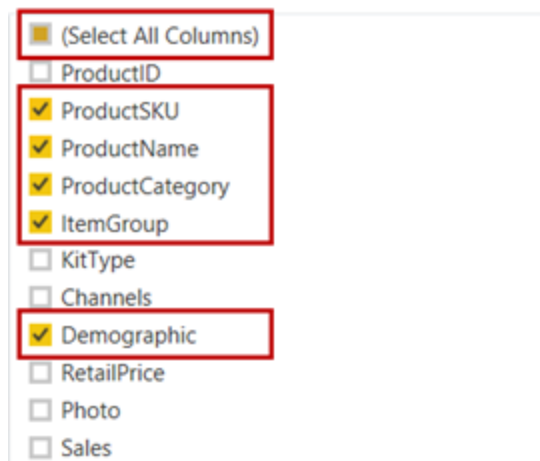 (Select All Columns)
ProductID
ProductSKU
ProductName
ProductCategory
ItemGroup
KitType
Channels
Demographic
RetailPrice
Photo
Sales